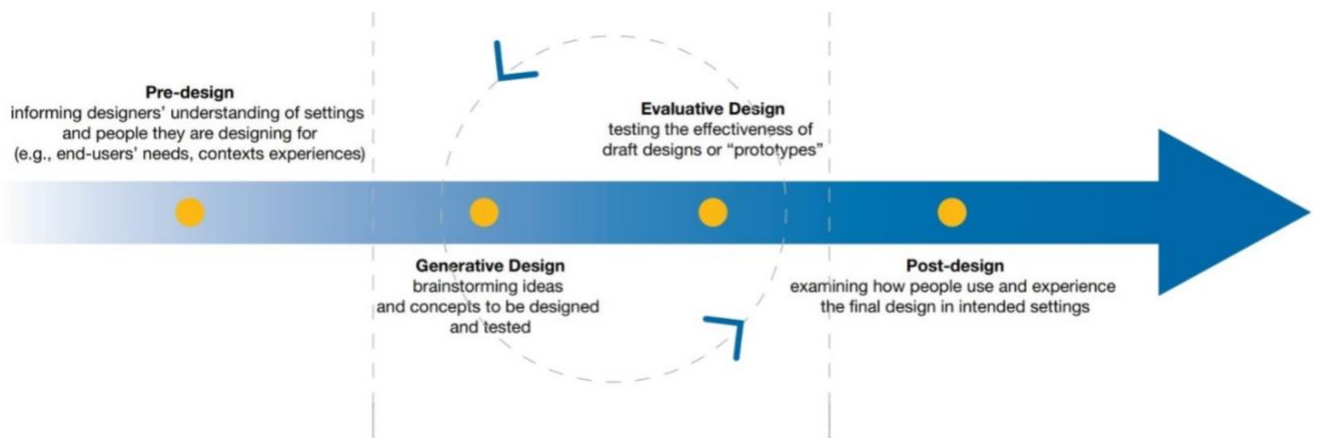 Pre-design
informing designers’ understanding of settings
and people they are designing for
(e.g., end-users’ needs, contexts experiences)
Generative Design
brainstorming ideas
and concepts to be designed
and tested
Evaluative Design
testing the effectiveness of
draft designs or “prototypes”
Post-design
examining how people use and experience
the final design in intended settings